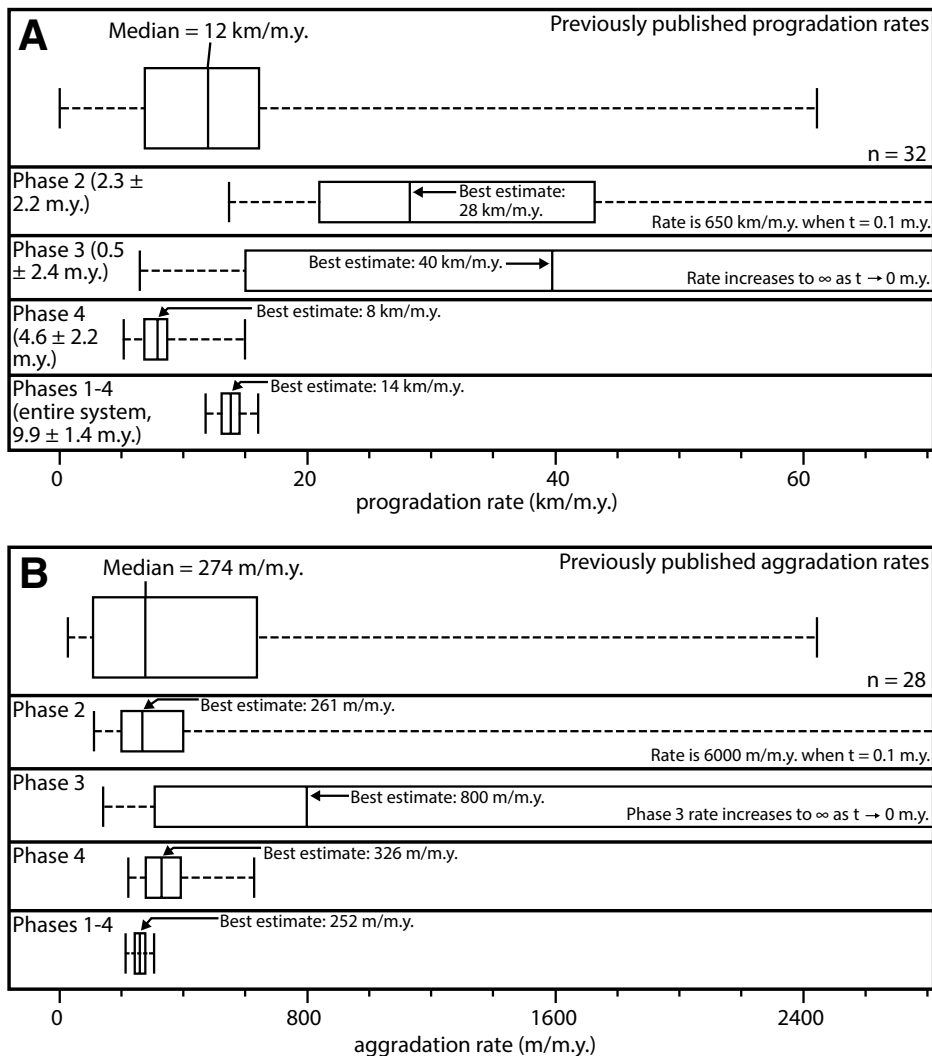 A
Median = 12 km/m.y.
Previously published progradation rates
n = 32
Phase 2 (2.3 ±
2.2 m.y.)
Best estimate:
28 km/m.y.
Rate is 650 km/m.y. when t = 0.1 m.y.
Phase 3 (0.5
± 2.4 m.y.)
Best estimate: 40 km/m.y.
Rate increases to ∞ as t → 0 m.y.
Phase 4
(4.6 ± 2.2
m.y.)
Best estimate: 8 km/m.y.
Phases 1-4
(entire system,
9.9 ± 1.4 m.y.)
Best estimate: 14 km/m.y.
0 20 40 60
progradation rate (km/m.y.)
B
Median = 274 m/m.y.
Previously published aggradation rates
n = 28
Phase 2
Best estimate: 261 m/m.y.
Rate is 6000 m/m.y. when t = 0.1 m.y.
Phase 3
Best estimate: 800 m/m.y.
Phase 3 rate increases to ∞ as t → 0 m.y.
Phase 4
Best estimate: 326 m/m.y.
Phases 1-4
Best estimate: 252 m/m.y.
0 800 1600 2400
aggradation rate (m/m.y.)